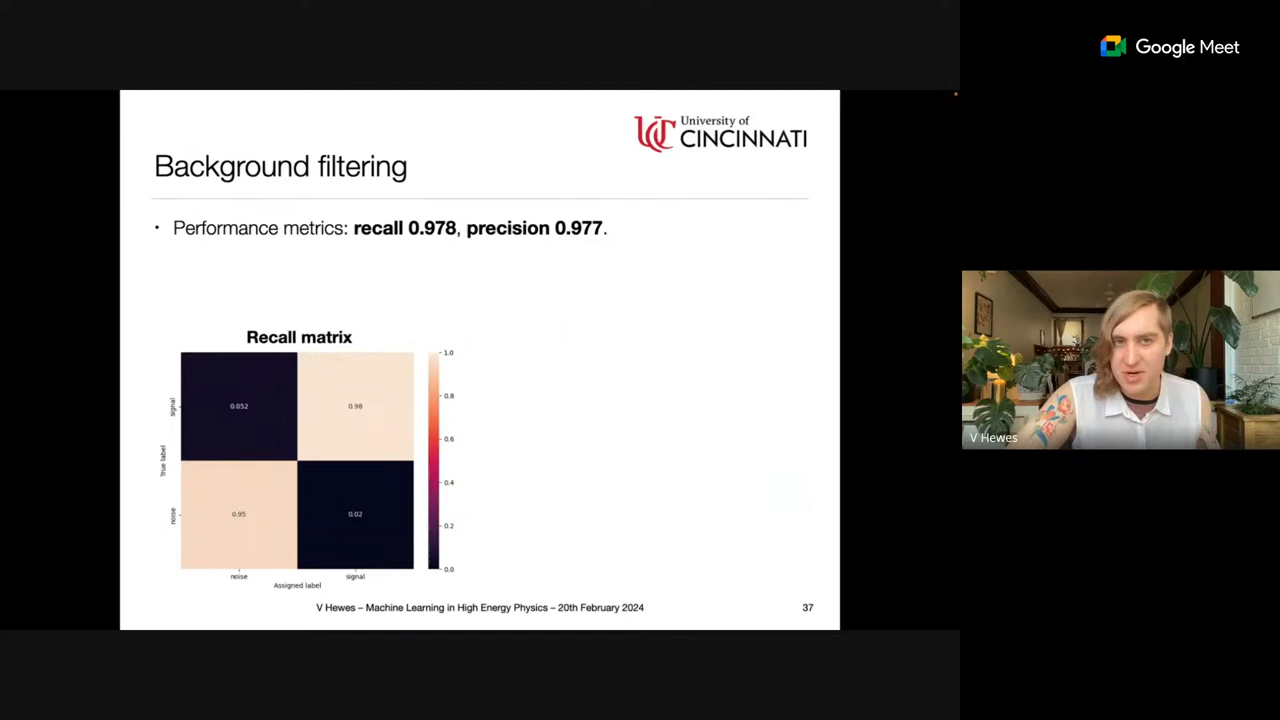 Google Meet
University of
CINCINNATI
Background filtering
• Performance metrics: recall 0.978, precision 0.977.
Recall matrix
1.0
0.8
0.6
0.4
0.2
0.0
True label
signal
noise
0.052
0.98
0.95
0.02
noise
signal
Assigned label
V Hewes – Machine Learning in High Energy Physics – 20th February 2024
37
V Hewes